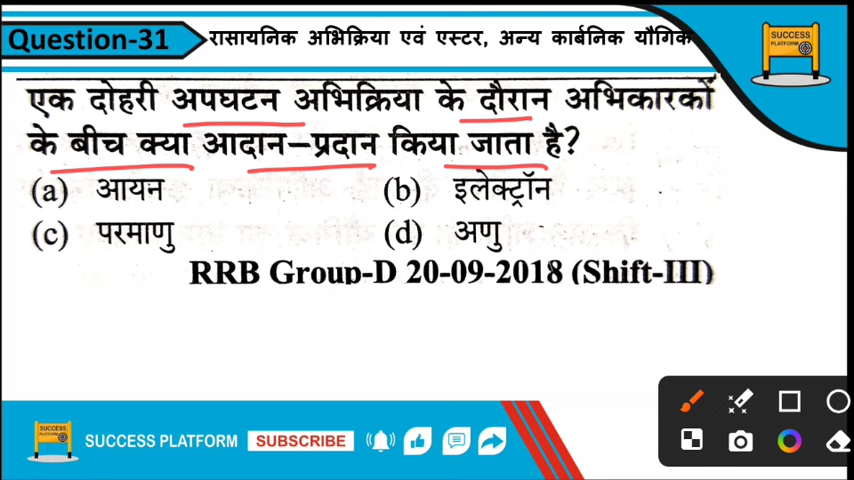 Question-31
रासायनिक अभिक्रिया एवं एस्टर, अन्य कार्बनिक यौगिक
SUCCESS
PLATFORM
एक दोहरी अपघटन अभिक्रिया के दौरान अभिकारकों
के बीच क्या आदान-प्रदान किया जाता है?
(a) आयन (b) इलेक्ट्रॉन
(c) परमाणु (d) अणु
RRB Group-D 20-09-2018 (Shift-III)
SUCCESS
PLATFORM
SUCCESS PLATFORM SUBSCRIBE